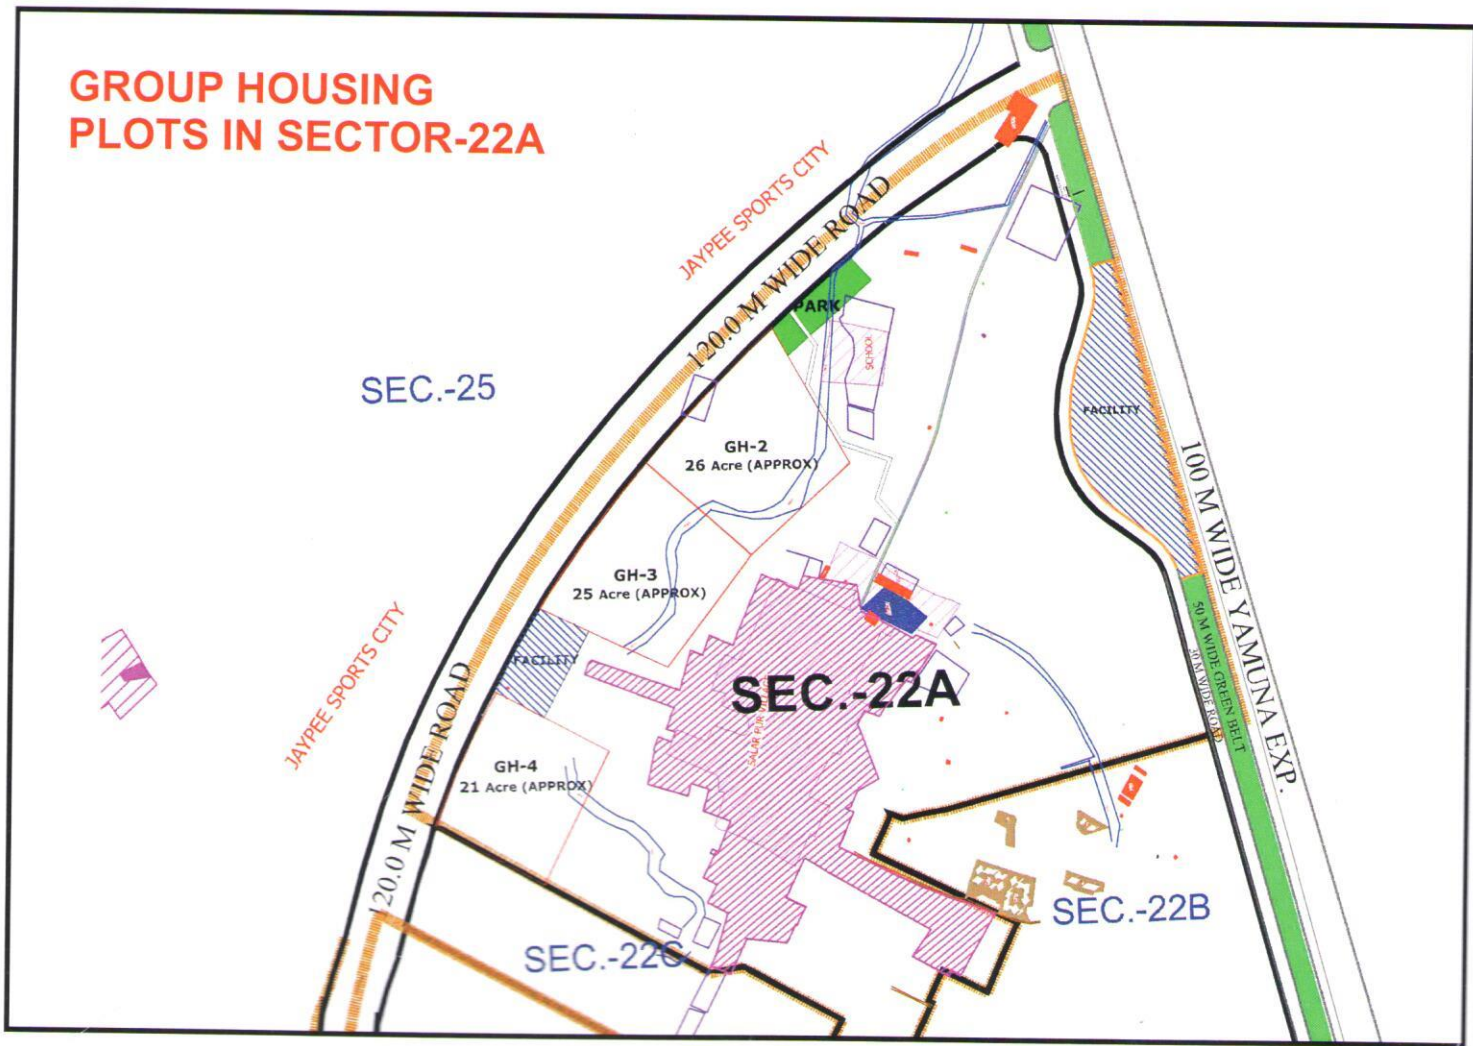 GROUP HOUSING
PLOTS IN SECTOR-22A
JAYPEE SPORTS CITY
120.0 M WIDE ROAD
PARK
SCHOOL
SEC.-25
FACILITY
GH-2
26 Acre (APPROX)
100 M WIDE YAMUNA EXP.
GH-3
25 Acre (APPROX)
50 M WIDE GREEN BELT
30 M WIDE ROAD
JAYPEE SPORTS CITY
FACILITY
SEC.-22A
120.0 M WIDE ROAD
GH-4
21 Acre (APPROX)
SEC.-22B
SEC.-22C